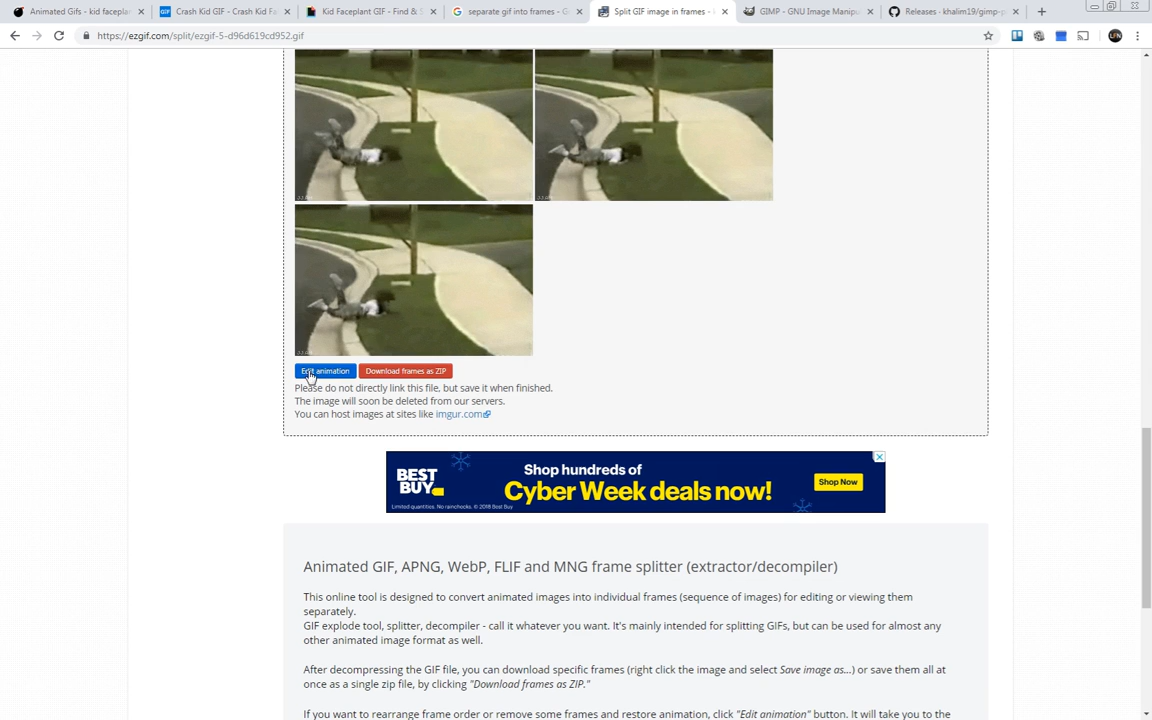 Animated Gifs - kid faceplan
Crash Kid GIF - Crash Kid Fa
Kid Faceplant GIF - Find & S
separate gif into frames - G
Split GIF image in frames -
GIMP - GNU Image Manipu
Releases - khalim19/gimp-p
https://ezgif.com/split/ezgif-5-d96d619cd952.gif
Edit animation
Download frames as ZIP
Please do not directly link this file, but save it when finished.
The image will soon be deleted from our servers.
You can host images at sites like imgur.com
BEST BUY
Shop hundreds of
Cyber Week deals now!
Shop Now
Limited quantities. No rainchecks. © 2018 Best Buy
Animated GIF, APNG, WebP, FLIF and MNG frame splitter (extractor/decompiler)
This online tool is designed to convert animated images into individual frames (sequence of images) for editing or viewing them
separately.
GIF explode tool, splitter, decompiler - call it whatever you want. It's mainly intended for splitting GIFs, but can be used for almost any
other animated image format as well.
After decompressing the GIF file, you can download specific frames (right click the image and select Save image as...) or save them all at
once as a single zip file, by clicking "Download frames as ZIP."
If you want to rearrange frame order or remove some frames and restore animation, click "Edit animation" button. It will take you to the